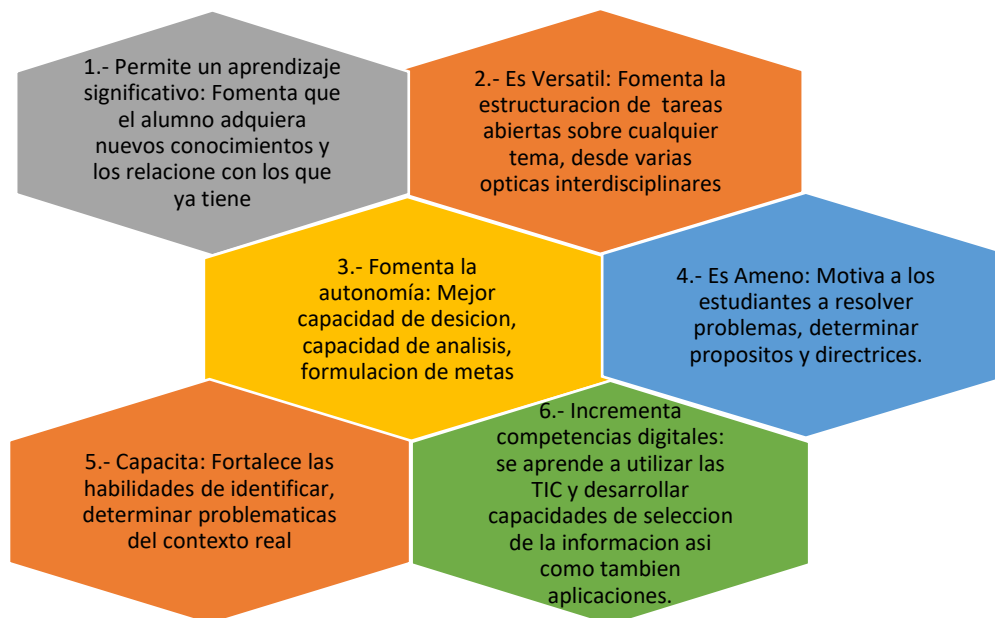 1.- Permite un aprendizaje
significativo: Fomenta que
el alumno adquiera
nuevos conocimientos y
los relacione con los que
ya tiene
2.- Es Versatil: Fomenta la
estructuracion de tareas
abiertas sobre cualquier
tema, desde varias
opticas interdisciplinares
3.- Fomenta la
autonomía: Mejor
capacidad de desicion,
capacidad de analisis,
formulacion de metas
4.- Es Ameno: Motiva a los
estudiantes a resolver
problemas, determinar
propositos y directrices.
5.- Capacita: Fortalece las
habilidades de identificar,
determinar problematicas
del contexto real
6.- Incrementa
competencias digitales:
se aprende a utilizar las
TIC y desarrollar
capacidades de seleccion
de la informacion asi
como tambien
aplicaciones.